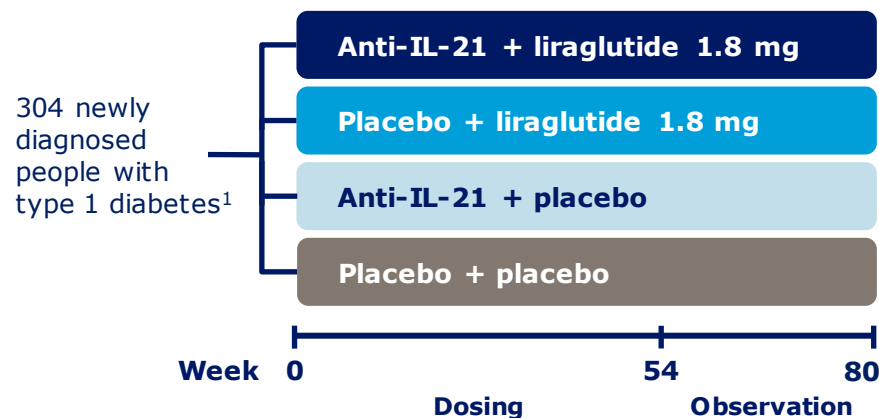 304 newly
diagnosed
people with
type 1 diabetes¹
Anti-IL-21 + liraglutide 1.8 mg
Placebo + liraglutide 1.8 mg
Anti-IL-21 + placebo
Placebo + placebo
Week 0 54 80
Dosing Observation